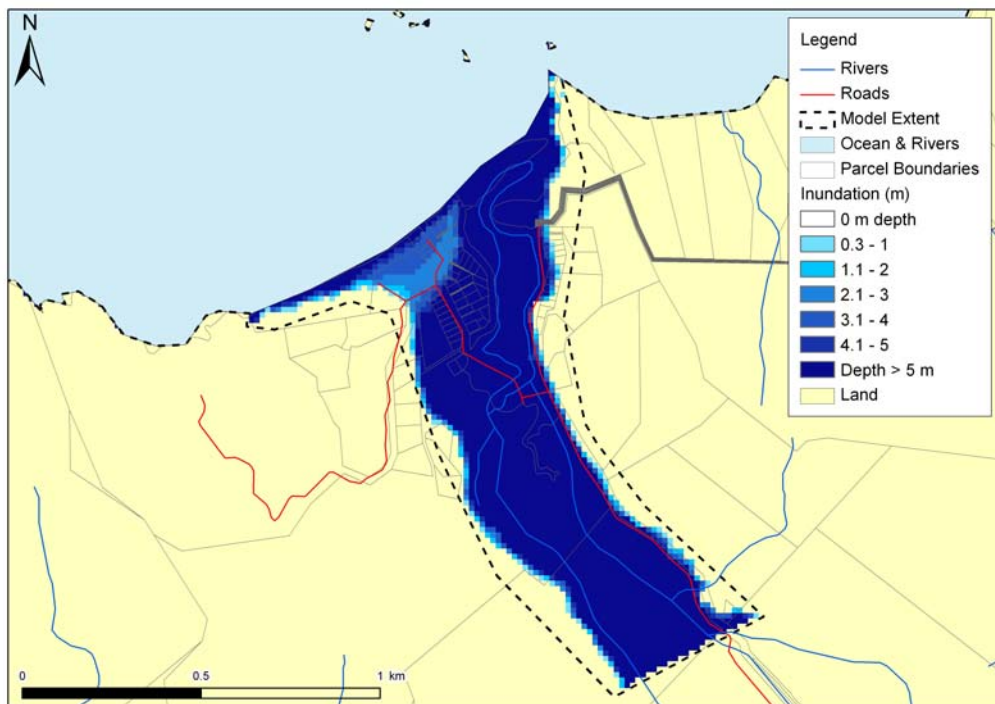 N
Legend
Rivers
Roads
Model Extent
Ocean & Rivers
Parcel Boundaries
Inundation (m)
0 m depth
0.3 - 1
1.1 - 2
2.1 - 3
3.1 - 4
4.1 - 5
Depth > 5 m
Land
0 0.5 1 km